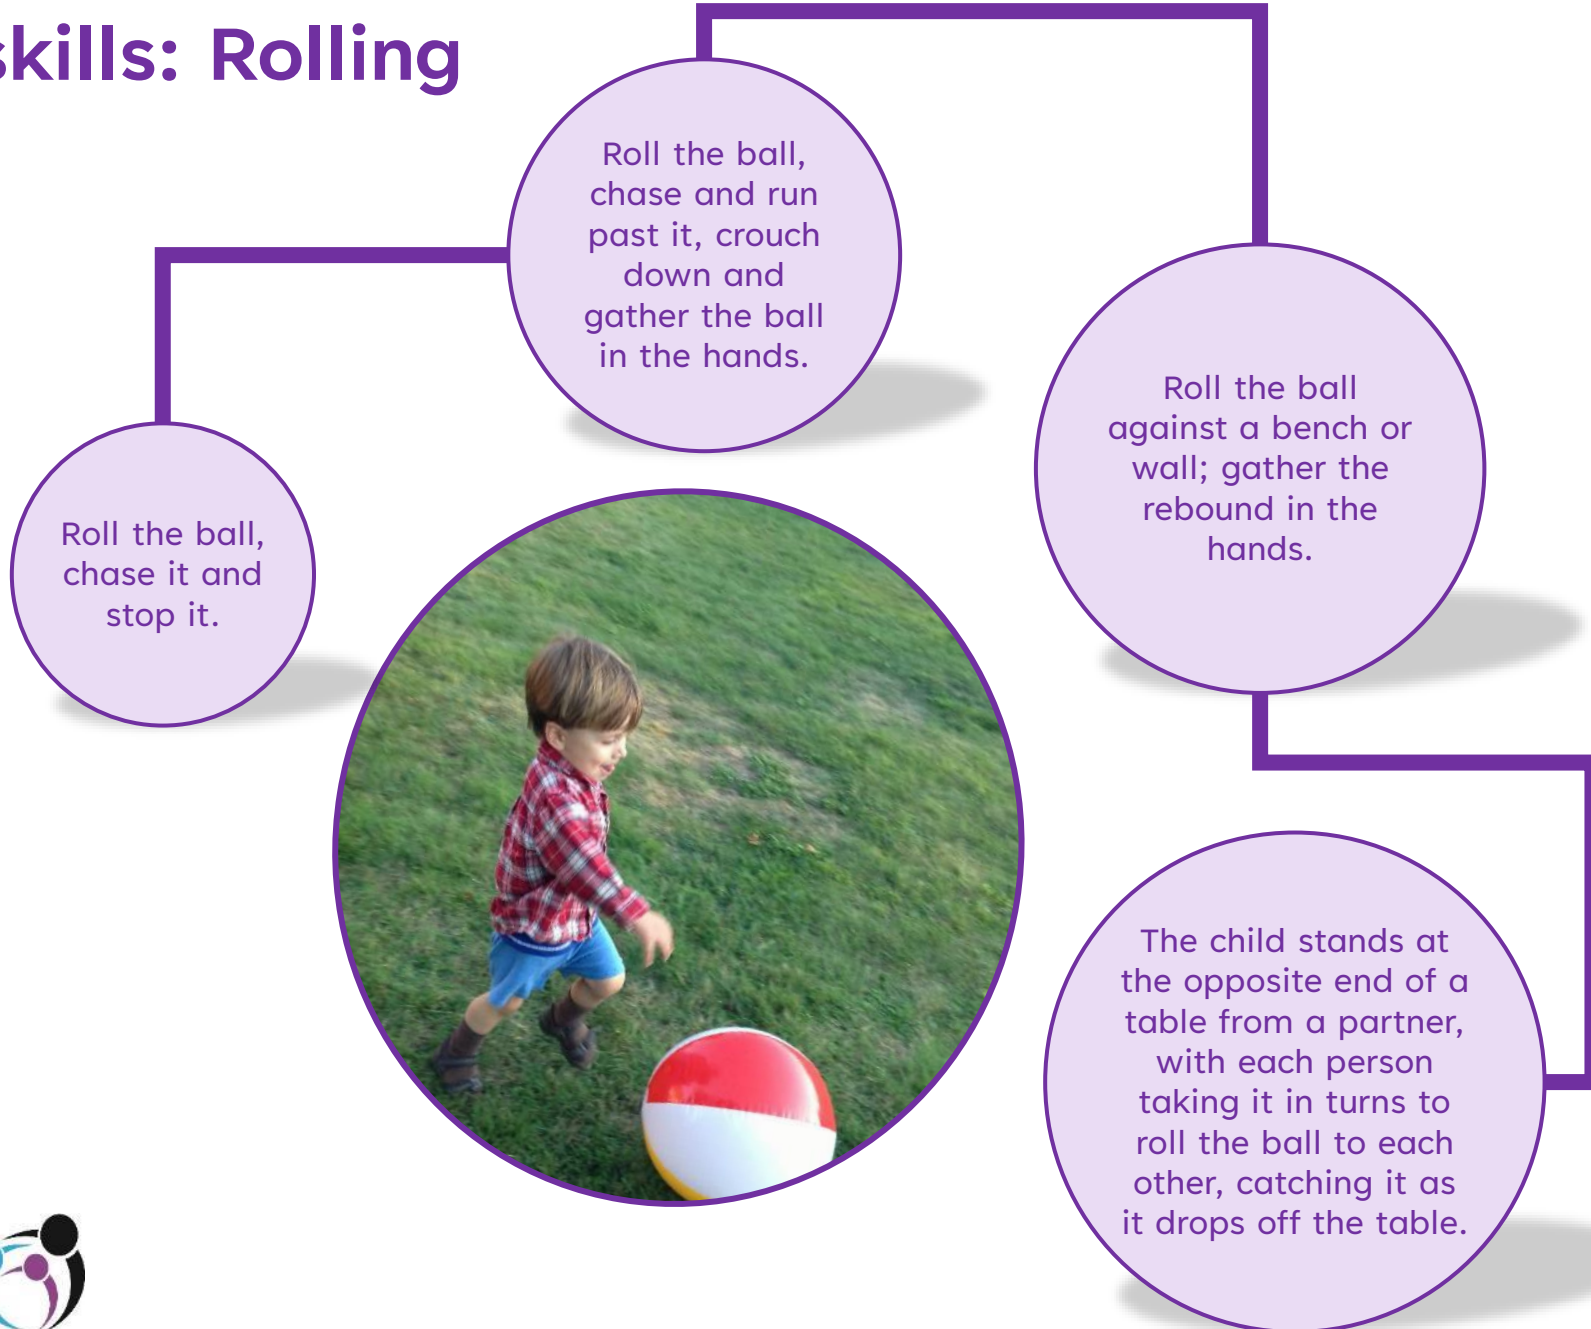 skills: Rolling
Roll the ball,
chase and run
past it, crouch
down and
gather the ball
in the hands.
Roll the ball
against a bench or
wall; gather the
rebound in the
hands.
Roll the ball,
chase it and
stop it.
The child stands at
the opposite end of a
table from a partner,
with each person
taking it in turns to
roll the ball to each
other, catching it as
it drops off the table.